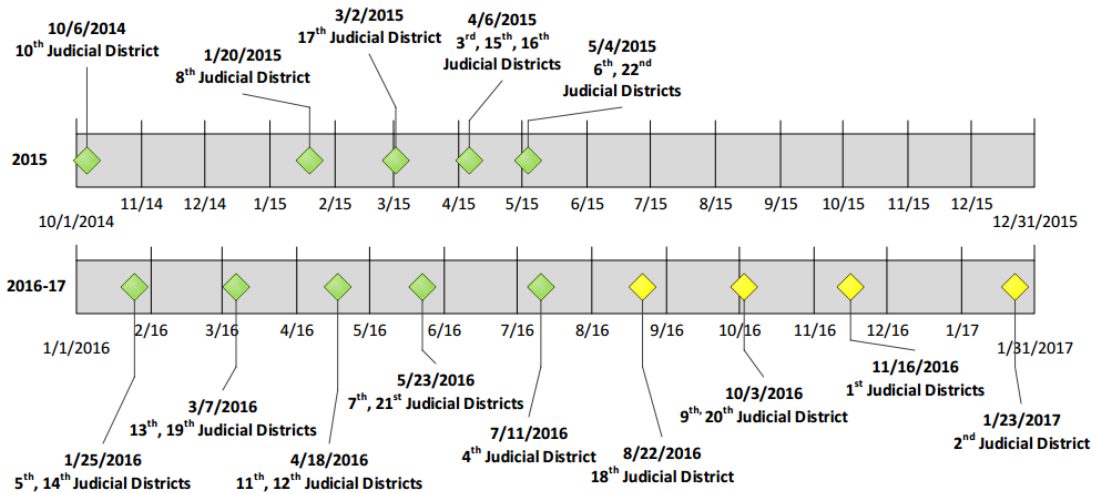 10/6/2014
10th Judicial District
1/20/2015
8th Judicial District
3/2/2015
17th Judicial District
4/6/2015
3rd, 15th, 16th
Judicial Districts
5/4/2015
6th, 22nd
Judicial Districts
2015
11/14 12/14 1/15 2/15 3/15 4/15 5/15 6/15 7/15 8/15 9/15 10/15 11/15 12/15
10/1/2014 12/31/2015
2016-17
2/16 3/16 4/16 5/16 6/16 7/16 8/16 9/16 10/16 11/16 12/16 1/17
1/1/2016 1/31/2017
1/25/2016
5th, 14th Judicial Districts
3/7/2016
13th, 19th Judicial Districts
4/18/2016
11th, 12th Judicial Districts
5/23/2016
7th, 21st Judicial Districts
7/11/2016
4th Judicial District
8/22/2016
18th Judicial District
10/3/2016
9th, 20th Judicial District
11/16/2016
1st Judicial District
1/23/2017
2nd Judicial District